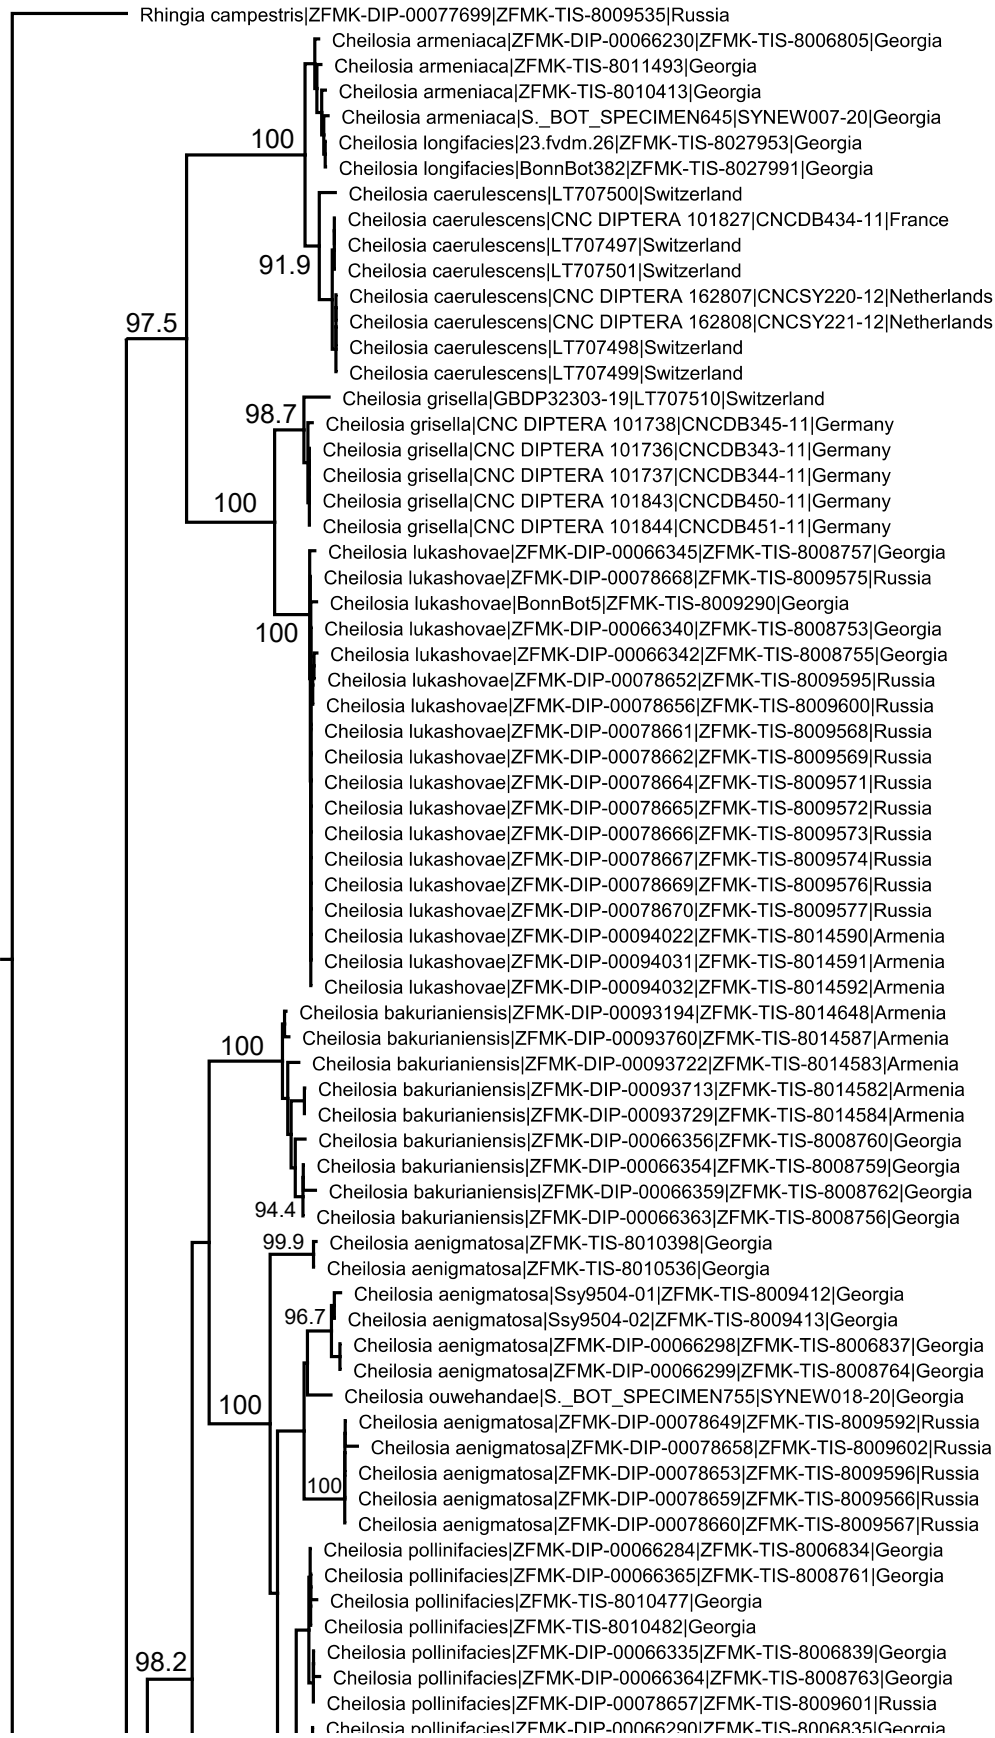 Rhingia campestris|ZFMK-DIP-00077699|ZFMK-TIS-8009535|Russia
Cheilosia armeniaca|ZFMK-DIP-00066230|ZFMK-TIS-8006805|Georgia
Cheilosia armeniaca|ZFMK-TIS-8011493|Georgia
Cheilosia armeniaca|ZFMK-TIS-8010413|Georgia
Cheilosia armeniaca|S._BOT_SPECIMEN645|SYNEW007-20|Georgia
100
Cheilosia longifacies|23.fvdm.26|ZFMK-TIS-8027953|Georgia
Cheilosia longifacies|BonnBot382|ZFMK-TIS-8027991|Georgia
Cheilosia caerulescens|LT707500|Switzerland
Cheilosia caerulescens|CNC DIPTERA 101827|CNCDB434-11|France
Cheilosia caerulescens|LT707497|Switzerland
91.9
Cheilosia caerulescens|LT707501|Switzerland
Cheilosia caerulescens|CNC DIPTERA 162807|CNCSY220-12|Netherlands
97.5
Cheilosia caerulescens|CNC DIPTERA 162808|CNCSY221-12|Netherlands
Cheilosia caerulescens|LT707498|Switzerland
Cheilosia caerulescens|LT707499|Switzerland
Cheilosia grisella|GBDP32303-19|LT707510|Switzerland
98.7
Cheilosia grisella|CNC DIPTERA 101738|CNCDB345-11|Germany
Cheilosia grisella|CNC DIPTERA 101736|CNCDB343-11|Germany
Cheilosia grisella|CNC DIPTERA 101737|CNCDB344-11|Germany
100
Cheilosia grisella|CNC DIPTERA 101843|CNCDB450-11|Germany
Cheilosia grisella|CNC DIPTERA 101844|CNCDB451-11|Germany
Cheilosia lukashovae|ZFMK-DIP-00066345|ZFMK-TIS-8008757|Georgia
Cheilosia lukashovae|ZFMK-DIP-00078668|ZFMK-TIS-8009575|Russia
Cheilosia lukashovae|BonnBot5|ZFMK-TIS-8009290|Georgia
100
Cheilosia lukashovae|ZFMK-DIP-00066340|ZFMK-TIS-8008753|Georgia
Cheilosia lukashovae|ZFMK-DIP-00066342|ZFMK-TIS-8008755|Georgia
Cheilosia lukashovae|ZFMK-DIP-00078652|ZFMK-TIS-8009595|Russia
Cheilosia lukashovae|ZFMK-DIP-00078656|ZFMK-TIS-8009600|Russia
Cheilosia lukashovae|ZFMK-DIP-00078661|ZFMK-TIS-8009568|Russia
Cheilosia lukashovae|ZFMK-DIP-00078662|ZFMK-TIS-8009569|Russia
Cheilosia lukashovae|ZFMK-DIP-00078664|ZFMK-TIS-8009571|Russia
Cheilosia lukashovae|ZFMK-DIP-00078665|ZFMK-TIS-8009572|Russia
Cheilosia lukashovae|ZFMK-DIP-00078666|ZFMK-TIS-8009573|Russia
Cheilosia lukashovae|ZFMK-DIP-00078667|ZFMK-TIS-8009574|Russia
Cheilosia lukashovae|ZFMK-DIP-00078669|ZFMK-TIS-8009576|Russia
Cheilosia lukashovae|ZFMK-DIP-00078670|ZFMK-TIS-8009577|Russia
Cheilosia lukashovae|ZFMK-DIP-00094022|ZFMK-TIS-8014590|Armenia
Cheilosia lukashovae|ZFMK-DIP-00094031|ZFMK-TIS-8014591|Armenia
Cheilosia lukashovae|ZFMK-DIP-00094032|ZFMK-TIS-8014592|Armenia
Cheilosia bakurianiensis|ZFMK-DIP-00093194|ZFMK-TIS-8014648|Armenia
Cheilosia bakurianiensis|ZFMK-DIP-00093760|ZFMK-TIS-8014587|Armenia
100
Cheilosia bakurianiensis|ZFMK-DIP-00093722|ZFMK-TIS-8014583|Armenia
Cheilosia bakurianiensis|ZFMK-DIP-00093713|ZFMK-TIS-8014582|Armenia
Cheilosia bakurianiensis|ZFMK-DIP-00093729|ZFMK-TIS-8014584|Armenia
Cheilosia bakurianiensis|ZFMK-DIP-00066356|ZFMK-TIS-8008760|Georgia
Cheilosia bakurianiensis|ZFMK-DIP-00066354|ZFMK-TIS-8008759|Georgia
Cheilosia bakurianiensis|ZFMK-DIP-00066359|ZFMK-TIS-8008762|Georgia
94.4
Cheilosia bakurianiensis|ZFMK-DIP-00066363|ZFMK-TIS-8008756|Georgia
99.9
Cheilosia aenigmatosa|ZFMK-TIS-8010398|Georgia
Cheilosia aenigmatosa|ZFMK-TIS-8010536|Georgia
Cheilosia aenigmatosa|Ssy9504-01|ZFMK-TIS-8009412|Georgia
96.7
Cheilosia aenigmatosa|Ssy9504-02|ZFMK-TIS-8009413|Georgia
Cheilosia aenigmatosa|ZFMK-DIP-00066298|ZFMK-TIS-8006837|Georgia
Cheilosia aenigmatosa|ZFMK-DIP-00066299|ZFMK-TIS-8008764|Georgia
Cheilosia ouwehandae|S._BOT_SPECIMEN755|SYNEW018-20|Georgia
100
Cheilosia aenigmatosa|ZFMK-DIP-00078649|ZFMK-TIS-8009592|Russia
Cheilosia aenigmatosa|ZFMK-DIP-00078658|ZFMK-TIS-8009602|Russia
Cheilosia aenigmatosa|ZFMK-DIP-00078653|ZFMK-TIS-8009596|Russia
100
Cheilosia aenigmatosa|ZFMK-DIP-00078659|ZFMK-TIS-8009566|Russia
Cheilosia aenigmatosa|ZFMK-DIP-00078660|ZFMK-TIS-8009567|Russia
Cheilosia pollinifacies|ZFMK-DIP-00066284|ZFMK-TIS-8006834|Georgia
Cheilosia pollinifacies|ZFMK-DIP-00066365|ZFMK-TIS-8008761|Georgia
Cheilosia pollinifacies|ZFMK-TIS-8010477|Georgia
Cheilosia pollinifacies|ZFMK-TIS-8010482|Georgia
Cheilosia pollinifacies|ZFMK-DIP-00066335|ZFMK-TIS-8006839|Georgia
98.2
Cheilosia pollinifacies|ZFMK-DIP-00066364|ZFMK-TIS-8008763|Georgia
Cheilosia pollinifacies|ZFMK-DIP-00078657|ZFMK-TIS-8009601|Russia
Cheilosia pollinifacies|ZFMK-DIP-00066290|ZFMK-TIS-8006835|Georgia